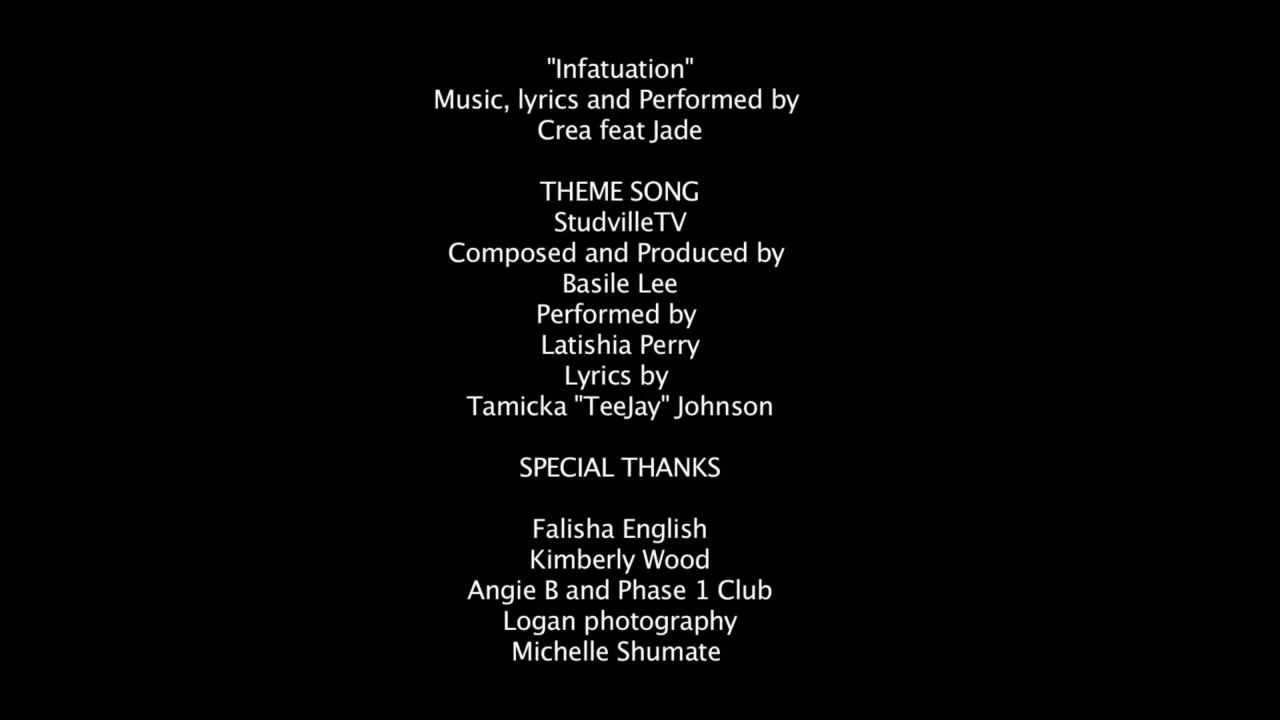 "Infatuation"
Music, lyrics and Performed by
Crea feat Jade
THEME SONG
StudvilleTV
Composed and Produced by
Basile Lee
Performed by
Latishia Perry
Lyrics by
Tamicka "TeeJay" Johnson
SPECIAL THANKS
Falisha English
Kimberly Wood
Angie B and Phase 1 Club
Logan photography
Michelle Shumate